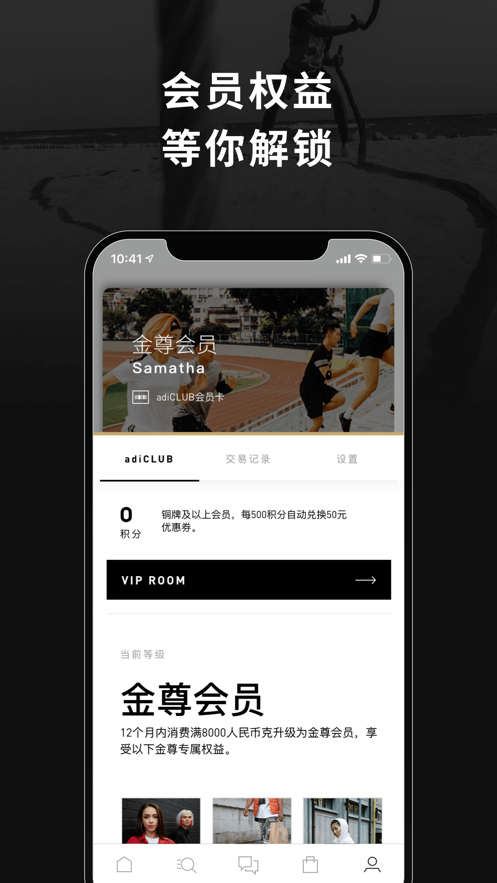 会员权益
等你解锁
10:41
金尊会员
Samatha
adiCLUB会员卡
adiCLUB 交易记录 设置
0
积分
铜牌及以上会员，每500积分自动兑换50元
优惠券。
VIP ROOM
当前等级
金尊会员
12个月内消费满8000人民币克升级为金尊会员，享
受以下金尊专属权益。